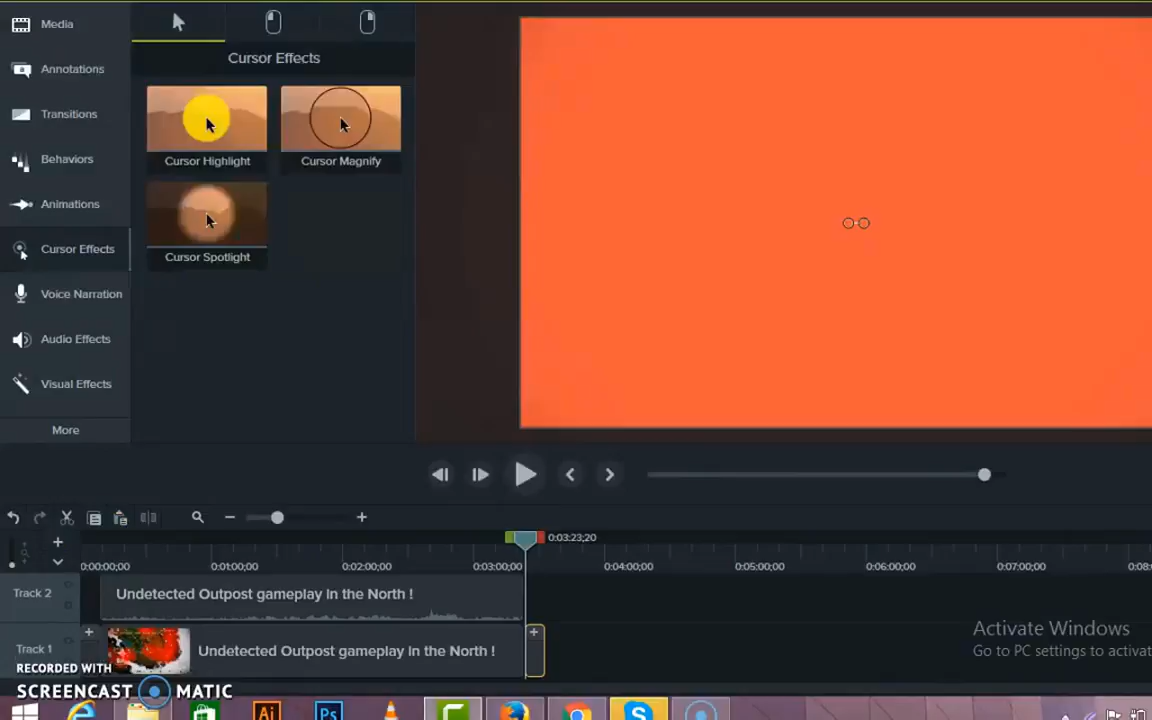 Media
Annotations
Transitions
Behaviors
Animations
Cursor Effects
Voice Narration
Audio Effects
Visual Effects
More
Cursor Effects
Cursor Highlight
Cursor Magnify
Cursor Spotlight
0:03:23;20
0:00:00;00
0:01:00;00
0:02:00;00
0:03:00;00
0:04:00;00
0:05:00;00
0:06:00;00
0:07:00;00
0:08:
Track 2
Undetected Outpost gameplay in the North !
Track 1
Undetected Outpost gameplay in the North !
Activate Windows
Go to PC settings to activat
RECORDED WITH
SCREENCAST MATIC
Ai
Ps
S